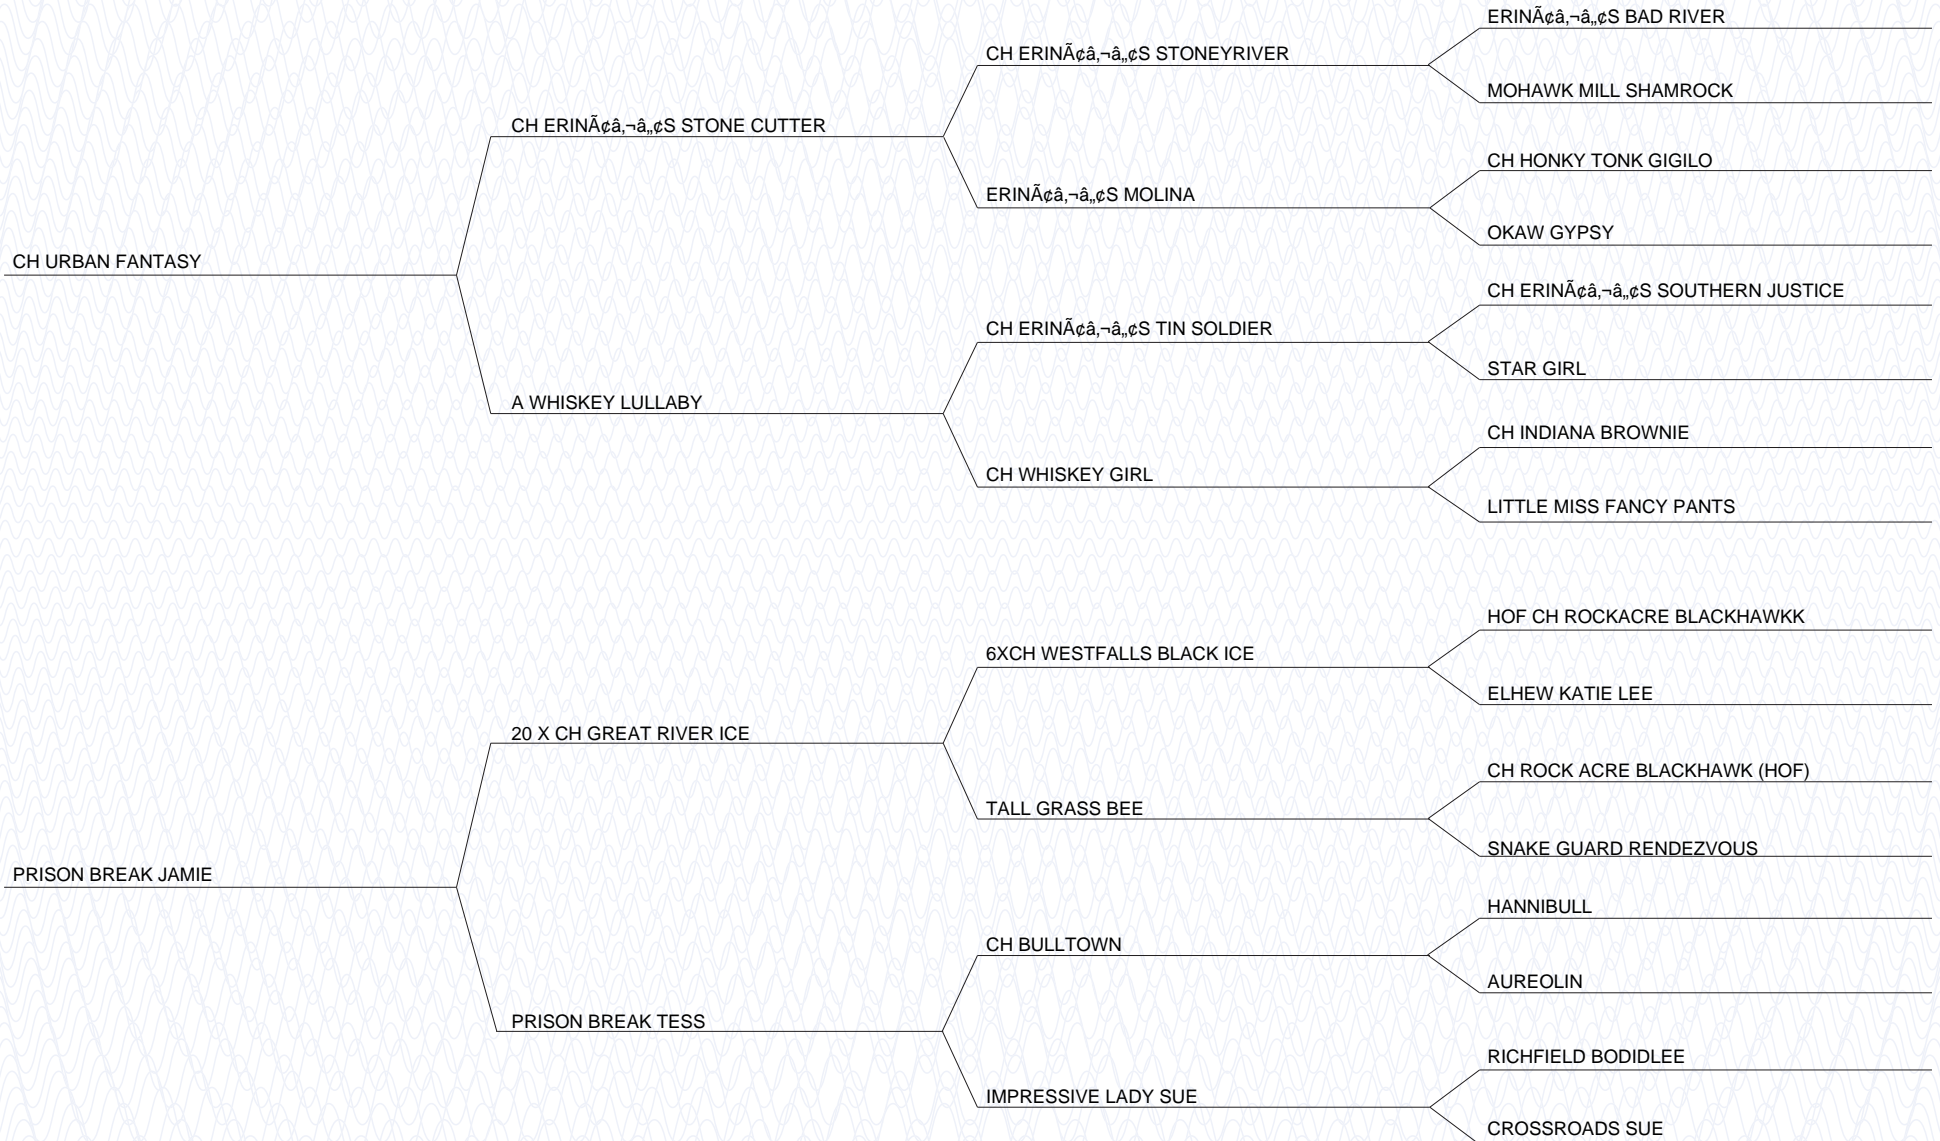 ERINÃ¢â‚¬â„¢S BAD RIVER
CH ERINÃ¢â‚¬â„¢S STONEYRIVER
MOHAWK MILL SHAMROCK
CH ERINÃ¢â‚¬â„¢S STONE CUTTER
CH HONKY TONK GIGILO
ERINÃ¢â‚¬â„¢S MOLINA
OKAW GYPSY
CH URBAN FANTASY
CH ERINÃ¢â‚¬â„¢S SOUTHERN JUSTICE
CH ERINÃ¢â‚¬â„¢S TIN SOLDIER
STAR GIRL
A WHISKEY LULLABY
CH INDIANA BROWNIE
CH WHISKEY GIRL
LITTLE MISS FANCY PANTS
HOF CH ROCKACRE BLACKHAWKK
6XCH WESTFALLS BLACK ICE
ELHEW KATIE LEE
20 X CH GREAT RIVER ICE
CH ROCK ACRE BLACKHAWK (HOF)
TALL GRASS BEE
SNAKE GUARD RENDEZVOUS
PRISON BREAK JAMIE
HANNIBULL
CH BULLTOWN
AUREOLIN
PRISON BREAK TESS
RICHFIELD BODIDLEE
IMPRESSIVE LADY SUE
CROSSROADS SUE